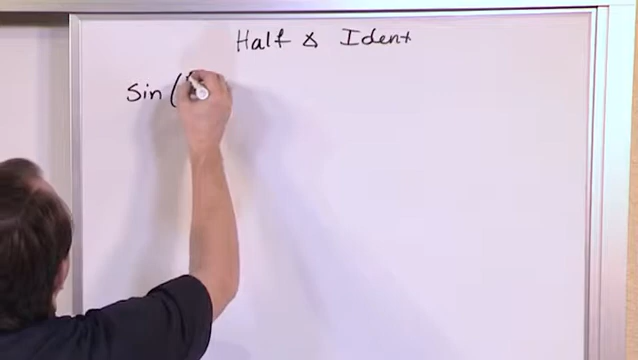 Half ∆ Ident
Sin (